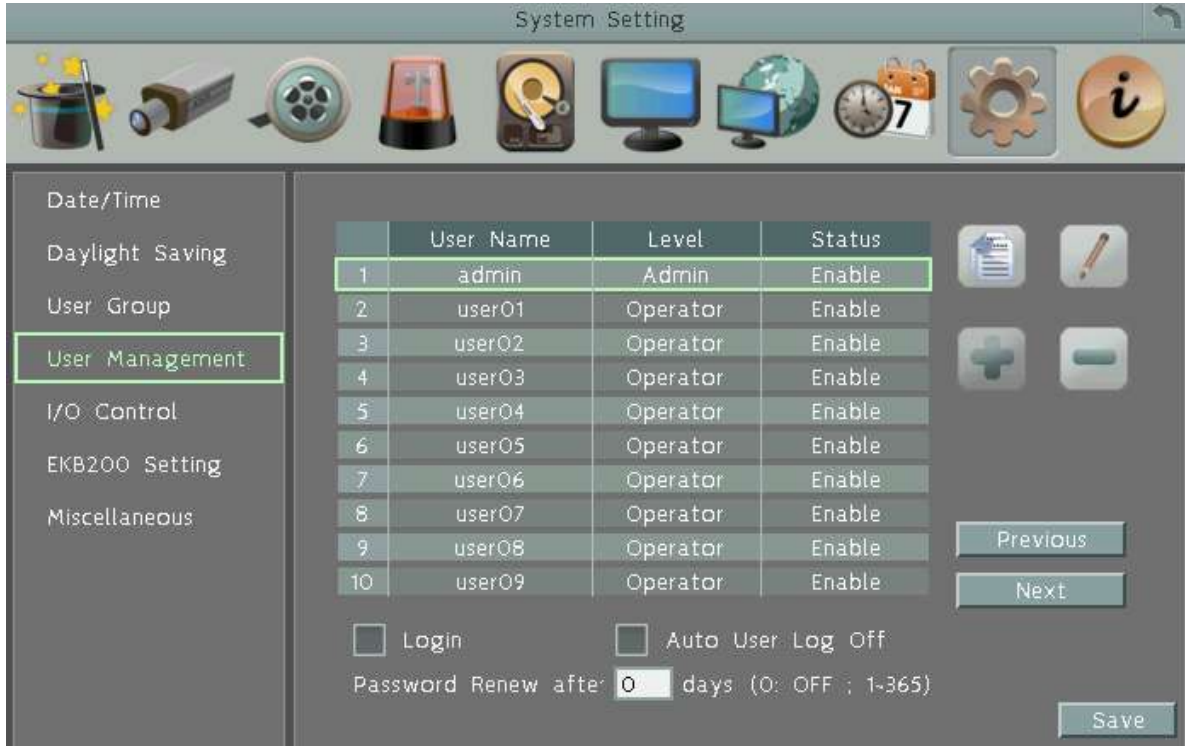 System Setting
7
i
Date/Time
Daylight Saving
User Group
User Management
I/O Control
EKB200 Setting
Miscellaneous
User Name Level Status
1 admin Admin Enable
2 user01 Operator Enable
3 user02 Operator Enable
4 user03 Operator Enable
5 user04 Operator Enable
6 user05 Operator Enable
7 user06 Operator Enable
8 user07 Operator Enable
9 user08 Operator Enable
10 user09 Operator Enable
Previous
Next
Login Auto User Log Off
Password Renew after 0 days (0: OFF ; 1~365)
Save